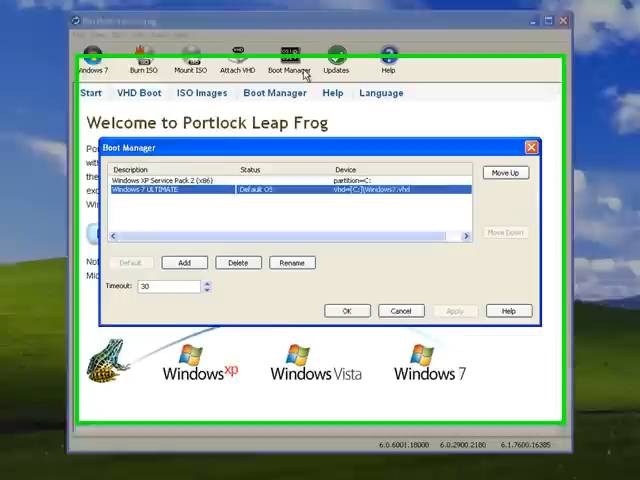 Windows 7
Burn ISO
Mount ISO
Attach VHD
Boot Manager
Updates
Help
Start
VHD Boot
ISO Images
Boot Manager
Help
Language
Welcome to Portlock Leap Frog
Boot Manager
Description Status Device
Windows XP Service Pack 2 (x86) partition=C:
Windows 7 ULTIMATE Default OS: vhd=[C:]\Windows7.vhd
Move Up
Move Down
Default
Add
Delete
Rename
Timeout: 30
OK
Cancel
Apply
Help
Windows xp
Windows Vista
Windows 7
6.0.6001.18000 6.0.2900.2180 6.1.7600.16385